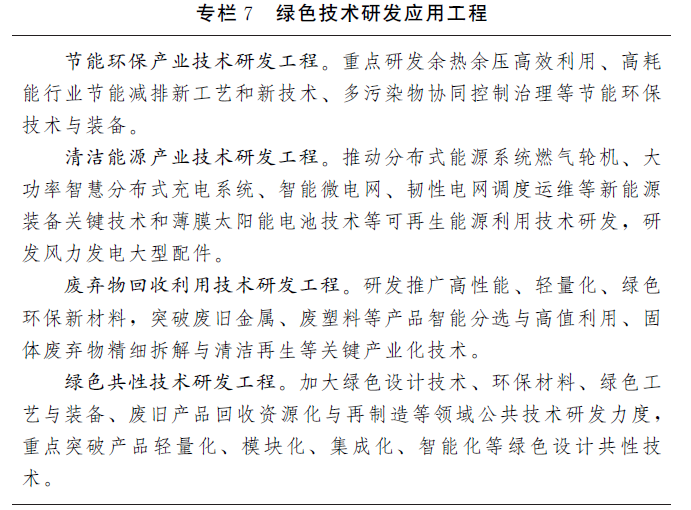 专栏 7 绿色技术研发应用工程
节能环保产业技术研发工程。重点研发余热余压高效利用、高耗
能行业节能减排新工艺和新技术、多污染物协同控制治理等节能环保
技术与装备。
清洁能源产业技术研发工程。推动分布式能源系统燃气轮机、大
功率智慧分布式充电系统、智能微电网、韧性电网调度运维等新能源
装备关键技术和薄膜太阳能电池技术等可再生能源利用技术研发，研
发风力发电大型配件。
废弃物回收利用技术研发工程。研发推广高性能、轻量化、绿色
环保新材料，突破废旧金属、废塑料等产品智能分选与高值利用、固
体废弃物精细拆解与清洁再生等关键产业化技术。
绿色共性技术研发工程。加大绿色设计技术、环保材料、绿色工
艺与装备、废旧产品回收资源化与再制造等领域公共技术研发力度，
重点突破产品轻量化、模块化、集成化、智能化等绿色设计共性技
术。